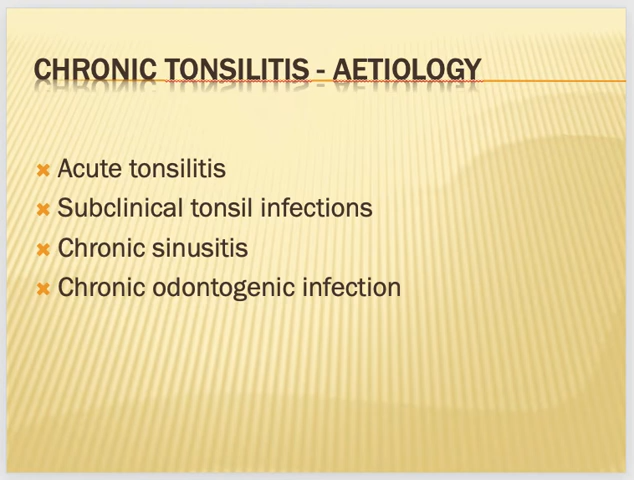 CHRONIC TONSILITIS - AETIOLOGY
Acute tonsilitis
Subclinical tonsil infections
Chronic sinusitis
Chronic odontogenic infection